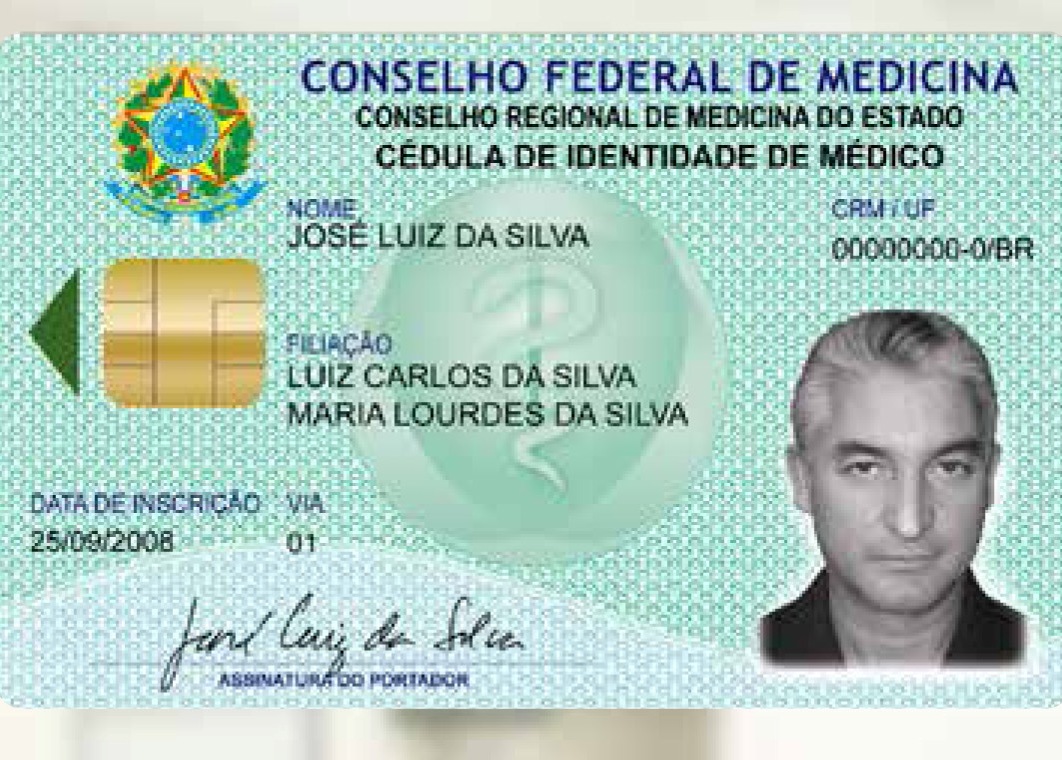 CONSELHO FEDERAL DE MEDICINA
CONSELHO REGIONAL DE MEDICINA DO ESTADO
CÉDULA DE IDENTIDADE DE MÉDICO
NOME
JOSÉ LUIZ DA SILVA
CRM / UF
00000000-0/BR
FILIAÇÃO
LUIZ CARLOS DA SILVA
MARIA LOURDES DA SILVA
DATA DE INSCRIÇÃO VIA
25/09/2008 01
José Luiz da Silva
ASSINATURA DO PORTADOR